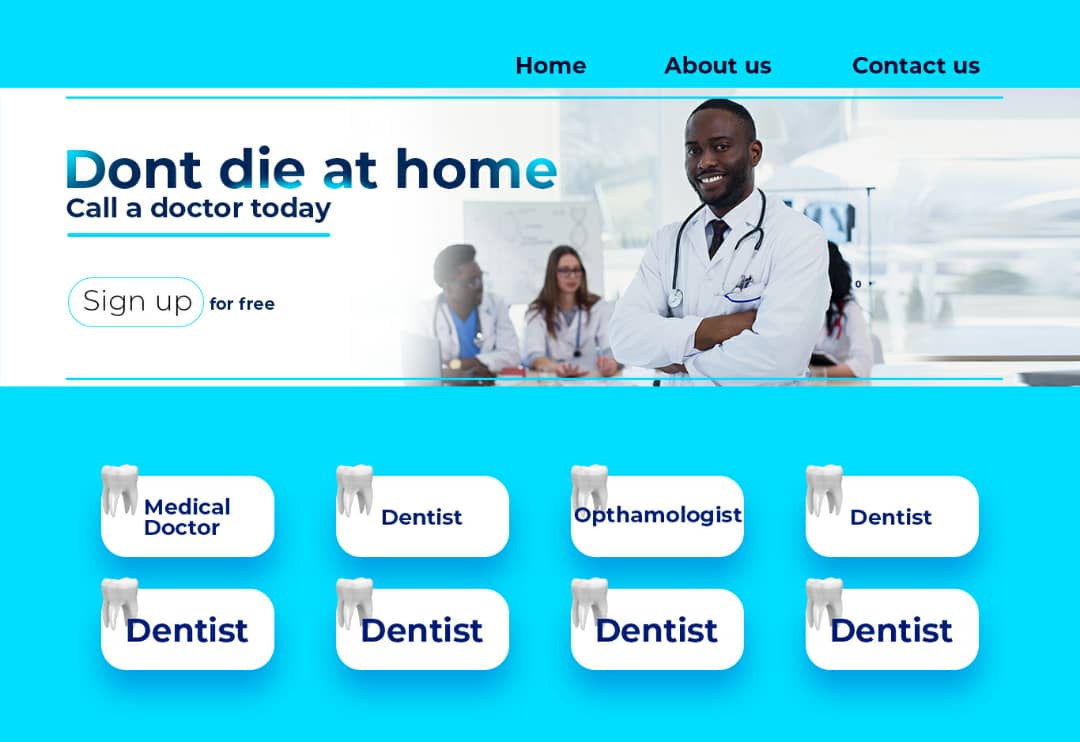 Home About us Contact us
Dont die at home
Call a doctor today
Sign up for free
Medical
Doctor
Dentist
Opthamologist
Dentist
Dentist
Dentist
Dentist
Dentist